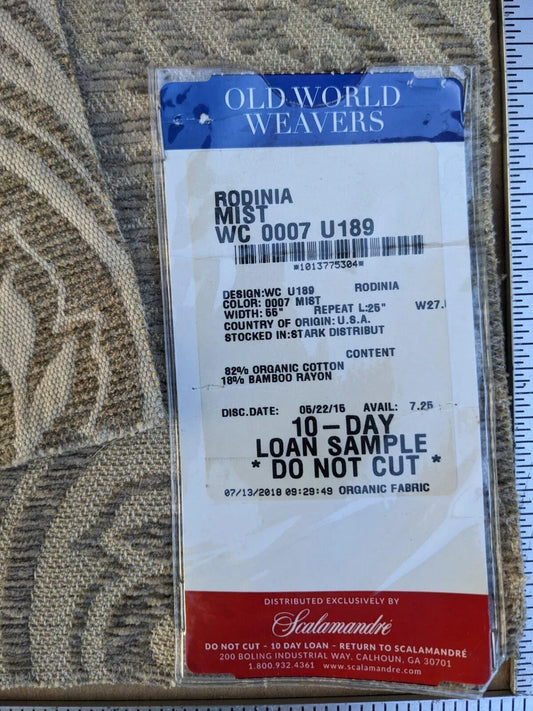 OLD WORLD
WEAVERS
RODINIA
MIST
WC 0007 U189
*1013775304*
DESIGN:WC U189 RODINIA
COLOR: 0007 MIST
WIDTH: 55" REPEAT L:25" W27.
COUNTRY OF ORIGIN: U.S.A.
STOCKED IN:STARK DISTRIBUT
CONTENT
82% ORGANIC COTTON
18% BAMBOO RAYON
DISC.DATE: 05/22/15 AVAIL: 7.25
10-DAY
LOAN SAMPLE
* DO NOT CUT *
07/13/2018 09:29:49 ORGANIC FABRIC
DISTRIBUTED EXCLUSIVELY BY
Scalamandré
DO NOT CUT - 10 DAY LOAN - RETURN TO SCALAMANDRÉ
200 BOLING INDUSTRIAL WAY. CALHOUN, GA 30701
1.800.932.4361 www.scalamandre.com